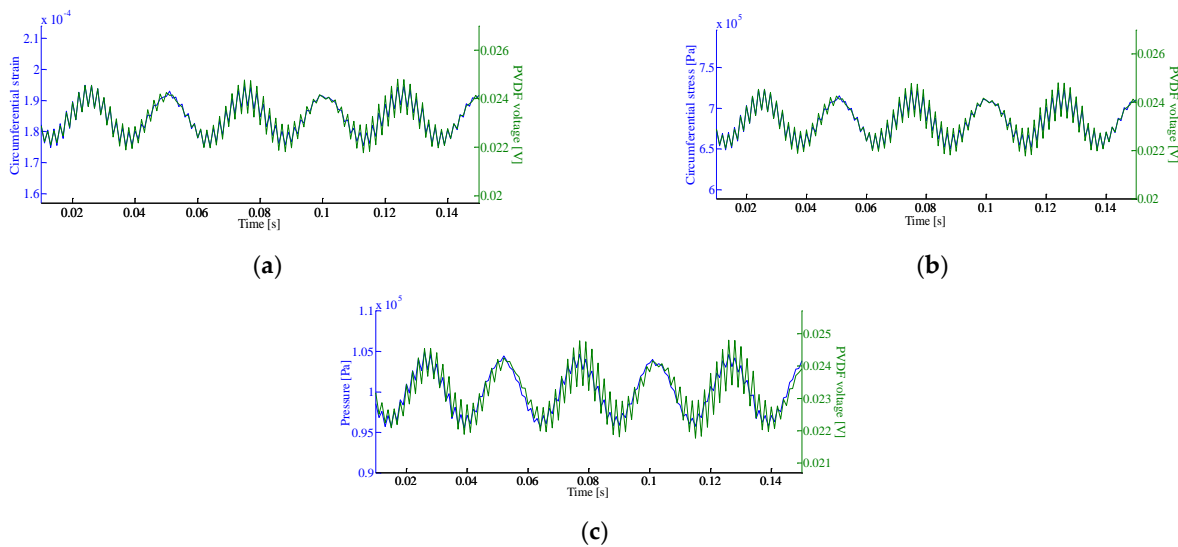 x 10⁻⁴
2.1
2
1.9
1.8
1.7
1.6
Circumferential strain
0.026
0.024
0.022
0.02
PVDF voltage [V]
0.02 0.04 0.06 0.08 0.1 0.12 0.14
Time [s]
(a)
x 10⁵
7.5
7
6.5
6
Circumferential stress [Pa]
0.026
0.024
0.022
0.02
PVDF voltage [V]
0.02 0.04 0.06 0.08 0.1 0.12 0.14
Time [s]
(b)
x 10⁵
1.1
1.05
1
0.95
0.9
Pressure [Pa]
0.025
0.024
0.023
0.022
0.021
PVDF voltage [V]
0.02 0.04 0.06 0.08 0.1 0.12 0.14
Time [s]
(c)